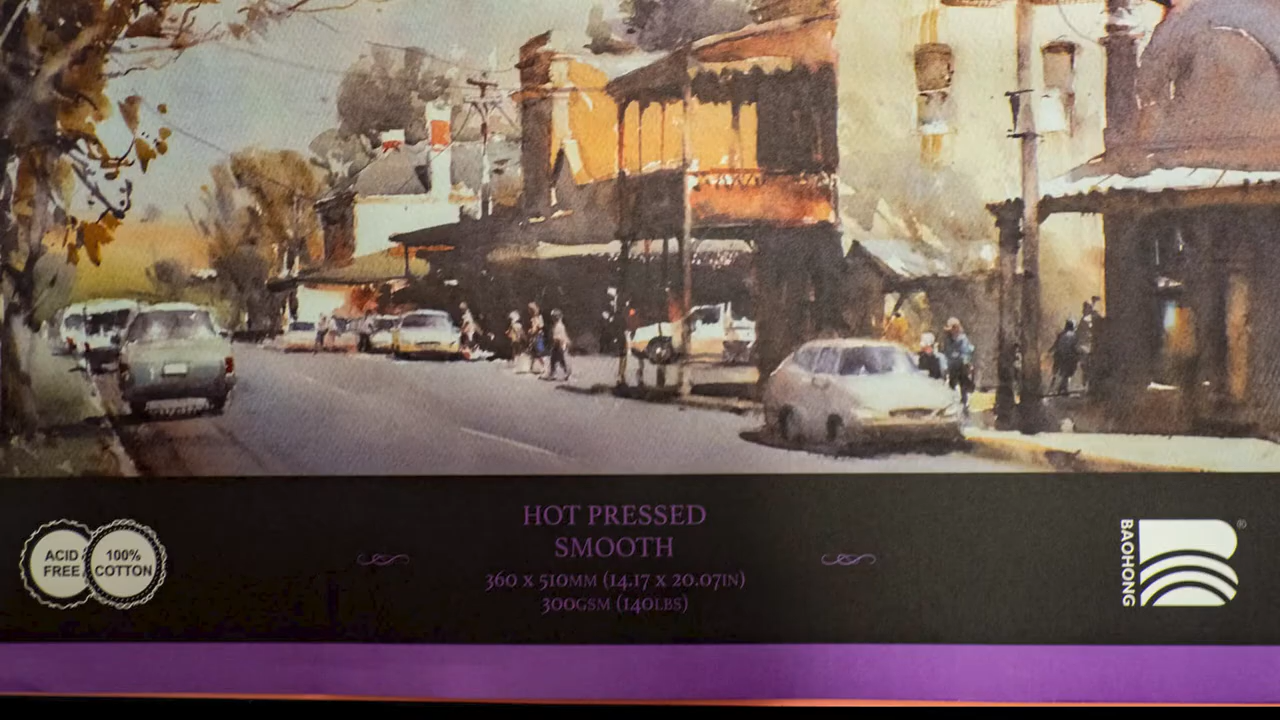 ACID
FREE
100%
COTTON
HOT PRESSED
SMOOTH
360 x 510MM (14.17 x 20.07IN)
300GSM (140LBS)
BAOHONG
®